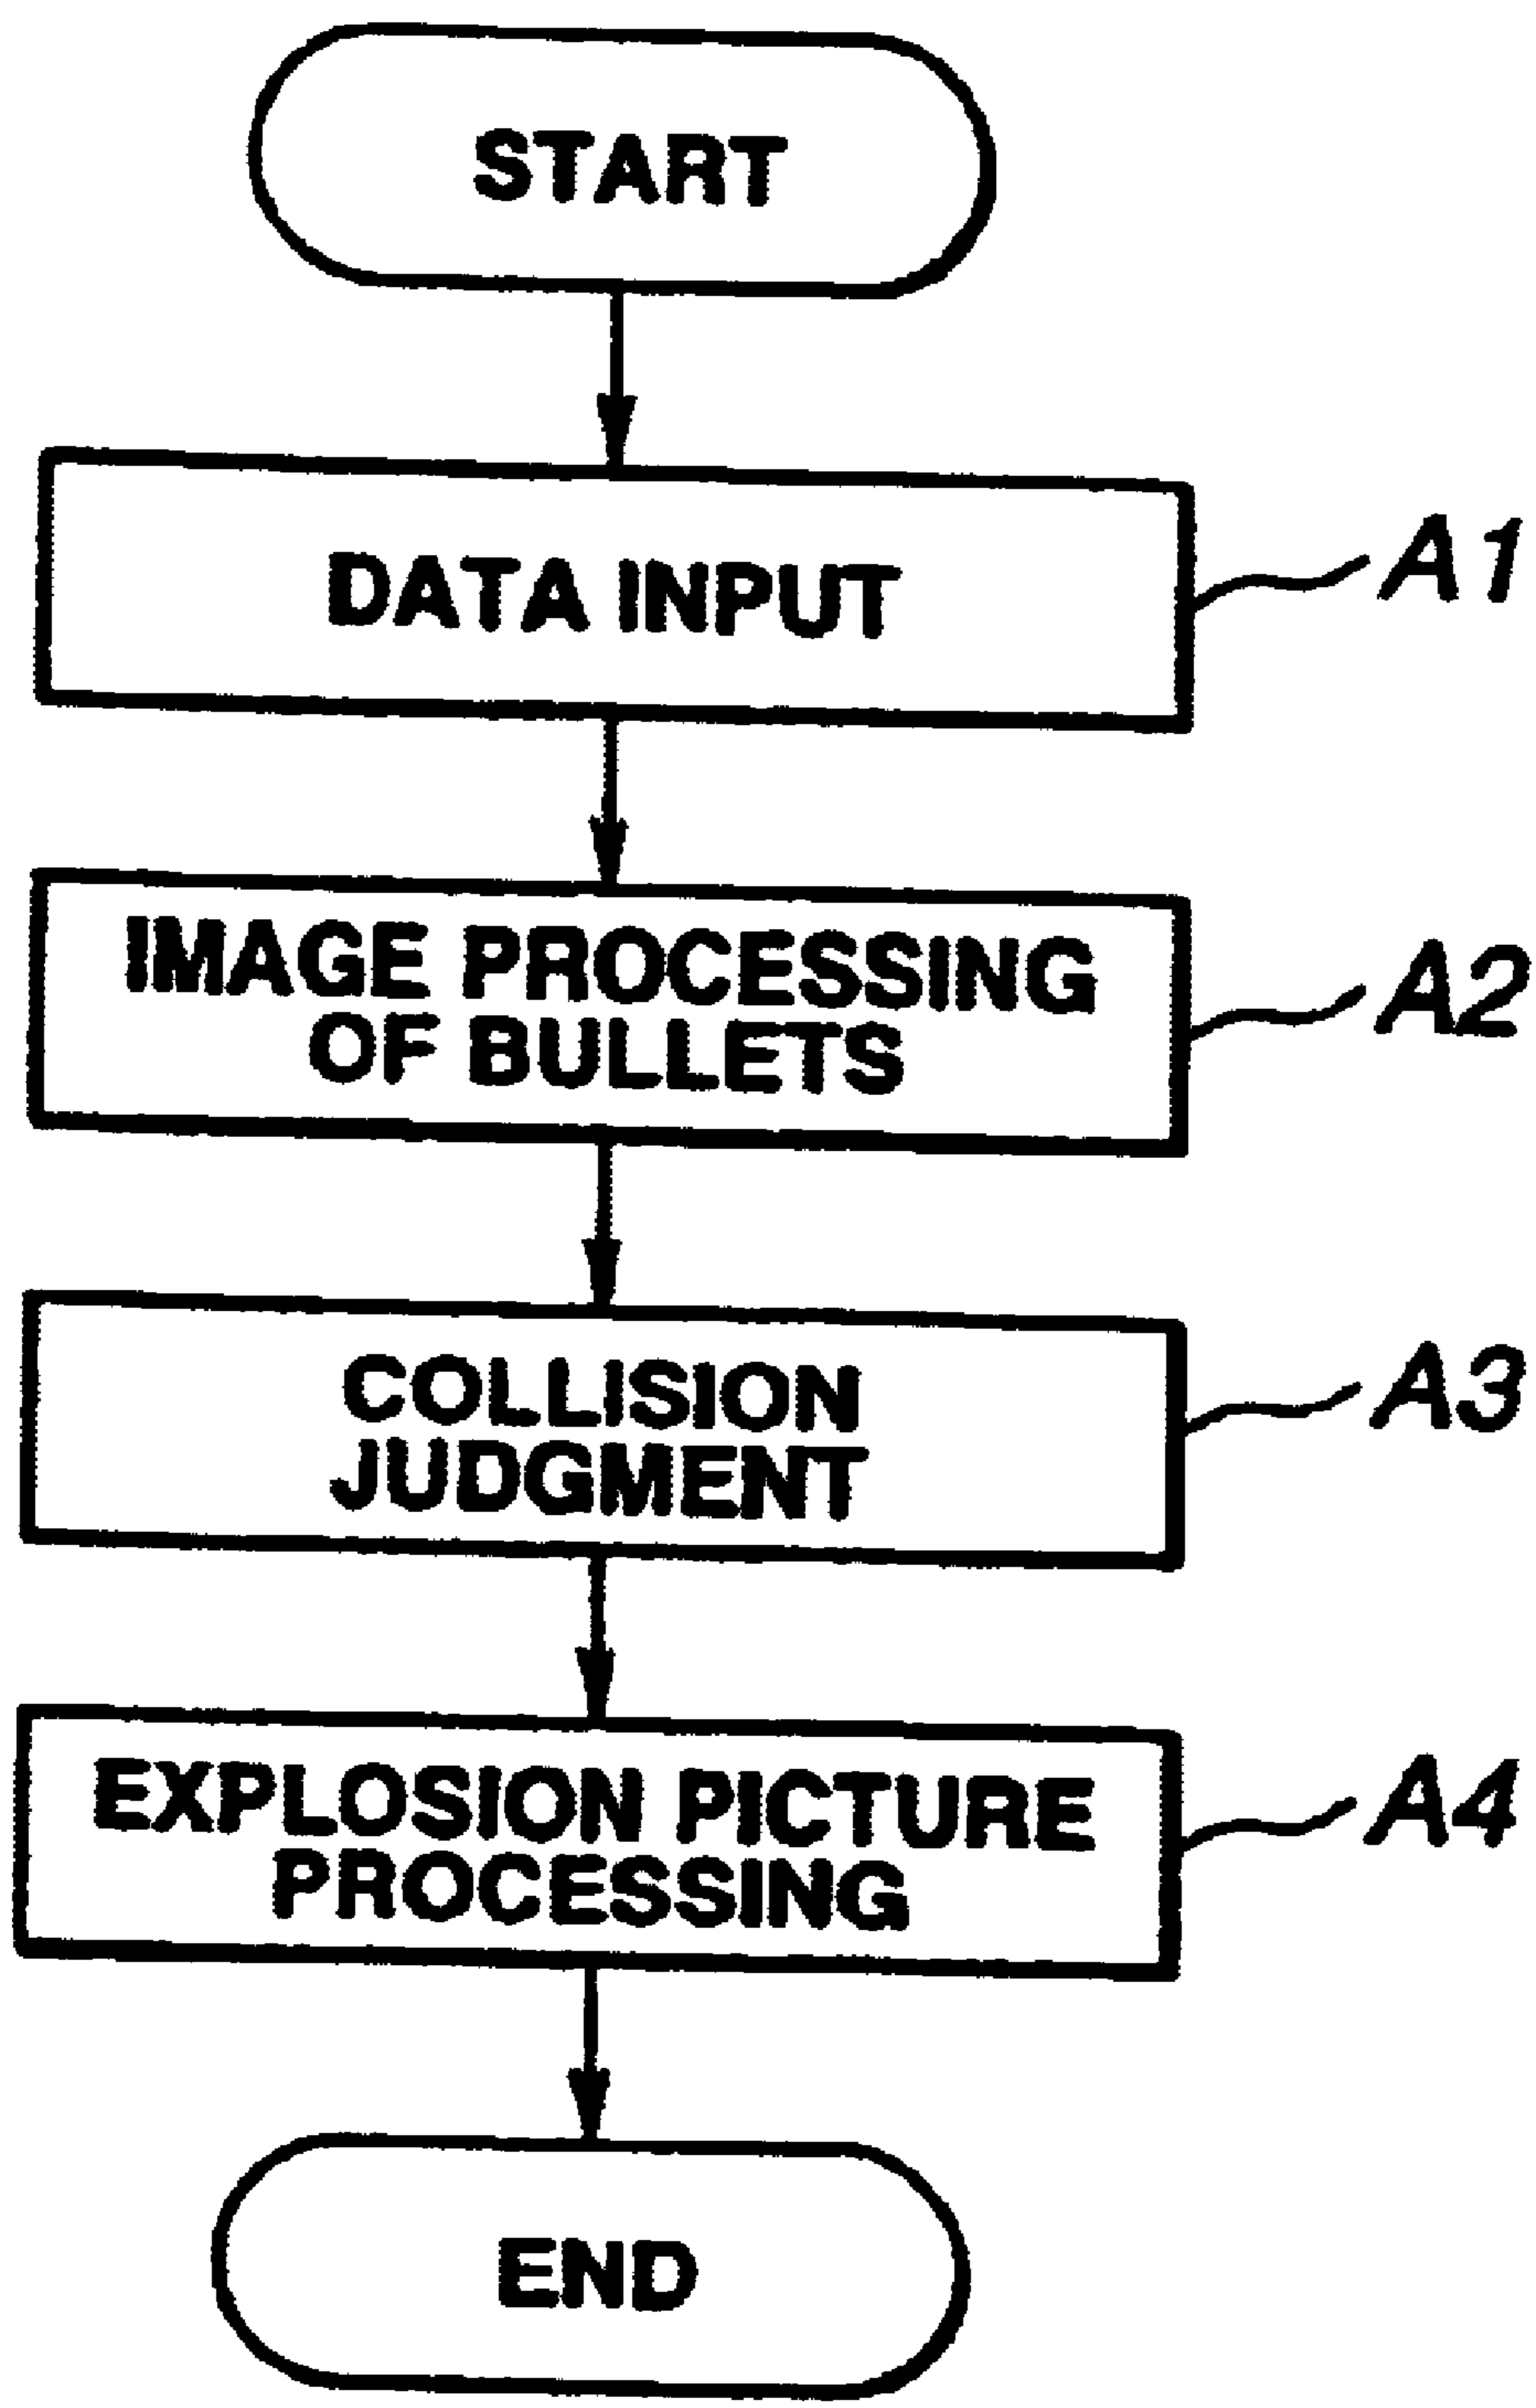 START
DATA INPUT
A1
IMAGE PROCESSING
OF BULLETS
A2
COLLISION
JUDGMENT
A3
EXPLOSION PICTURE
PROCESSING
A4
END